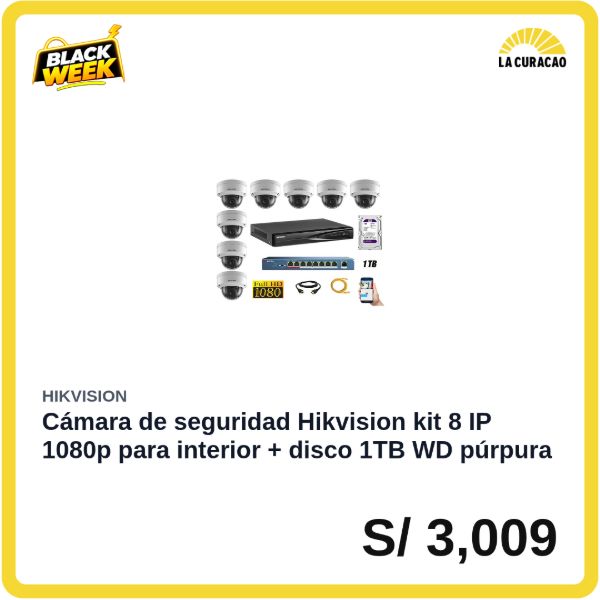 BLACK
WEEK
LA CURACAO
1TB
Full HD
1080
HIKVISION
Cámara de seguridad Hikvision kit 8 IP
1080p para interior + disco 1TB WD púrpura
S/ 3,009